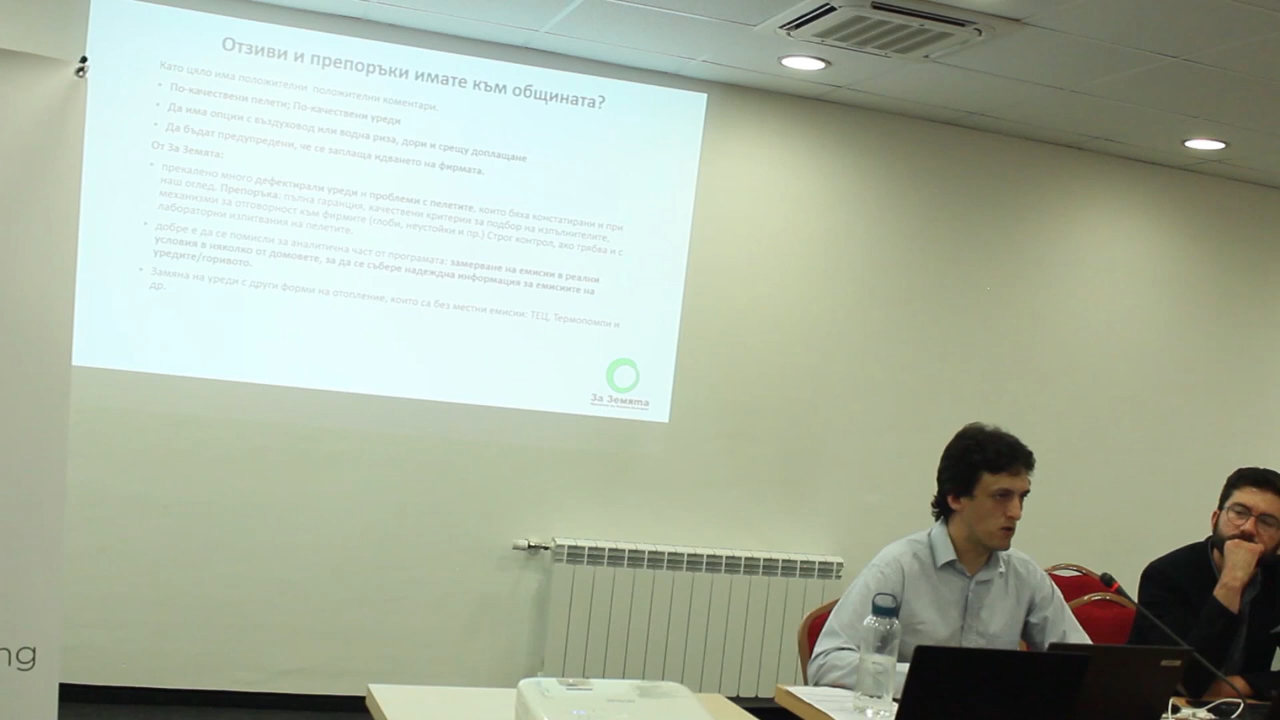 Отзиви и препоръки имате към общината?
Като цяло има положителни положителни коментари.
• По-качествени пелети; По-качествени уреди
• Да има опции с въздуховод или водна риза, дори и срещу доплащане
• Да бъдат предупредени, че се заплаща идването на фирмата.
От За Земята:
• прекалено много дефектирали уреди и проблеми с пелетите, които бяха констатирани и при
наш оглед. Препоръка: пълна гаранция, качествени критерии за подбор на изпълнителите,
механизми за отговорност към фирмите (глоби, неустойки и пр.) Строг контрол, ако трябва и с
лабораторни изпитвания на пелетите.
• добре е да се помисли за аналитична част от програмата: замерване на емисии в реални
условия в няколко от домовете, за да се събере надеждна информация за емисиите на
уредите/горивото.
• Замяна на уреди с други форми на отопление, които са без местни емисии: ТЕЦ, Термопомпи и
др.
За Земята
ng